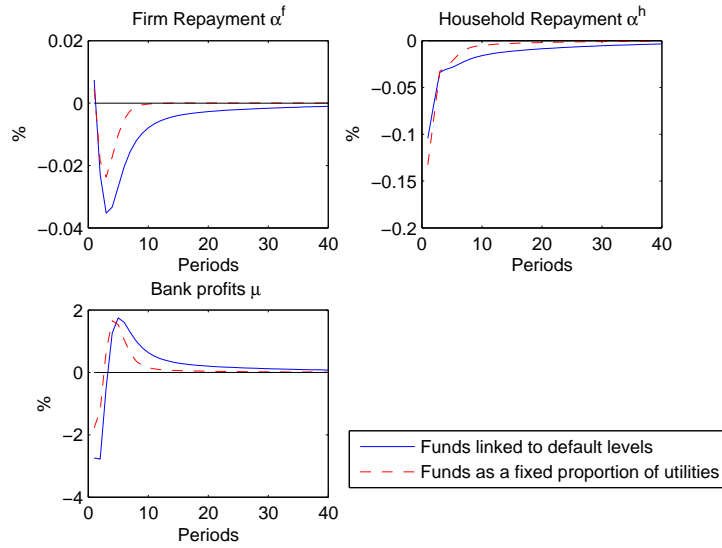 Firm Repayment α^f
0.02
0
−0.02
−0.04
%
0 10 20 30 40
Periods
Household Repayment α^h
0
−0.05
−0.1
−0.15
−0.2
%
0 10 20 30 40
Periods
Bank profits μ
2
0
−2
−4
%
0 10 20 30 40
Periods
Funds linked to default levels
Funds as a fixed proportion of utilities